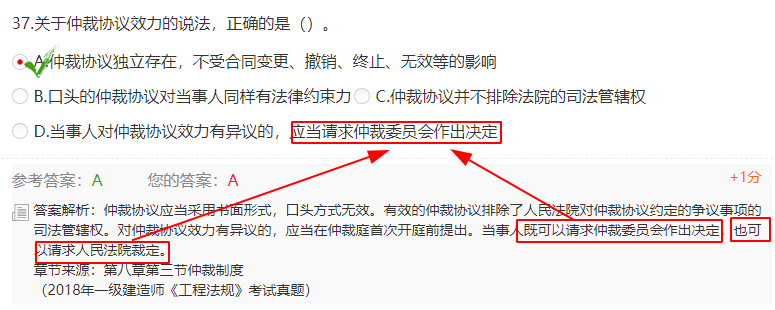 37.关于仲裁协议效力的说法，正确的是（）。
A.仲裁协议独立存在，不受合同变更、撤销、终止、无效等的影响
B.口头的仲裁协议对当事人同样有法律约束力 C.仲裁协议并不排除法院的司法管辖权
D.当事人对仲裁协议效力有异议的，应当请求仲裁委员会作出决定
参考答案：A 您的答案：A +1分
答案解析：仲裁协议应当采用书面形式，口头方式无效。有效的仲裁协议排除了人民法院对仲裁协议约定的争议事项的
司法管辖权。对仲裁协议效力有异议的，应当在仲裁庭首次开庭前提出。当事人既可以请求仲裁委员会作出决定，也可
以请求人民法院裁定。
章节来源：第八章第三节仲裁制度
（2018年一级建造师《工程法规》考试真题）